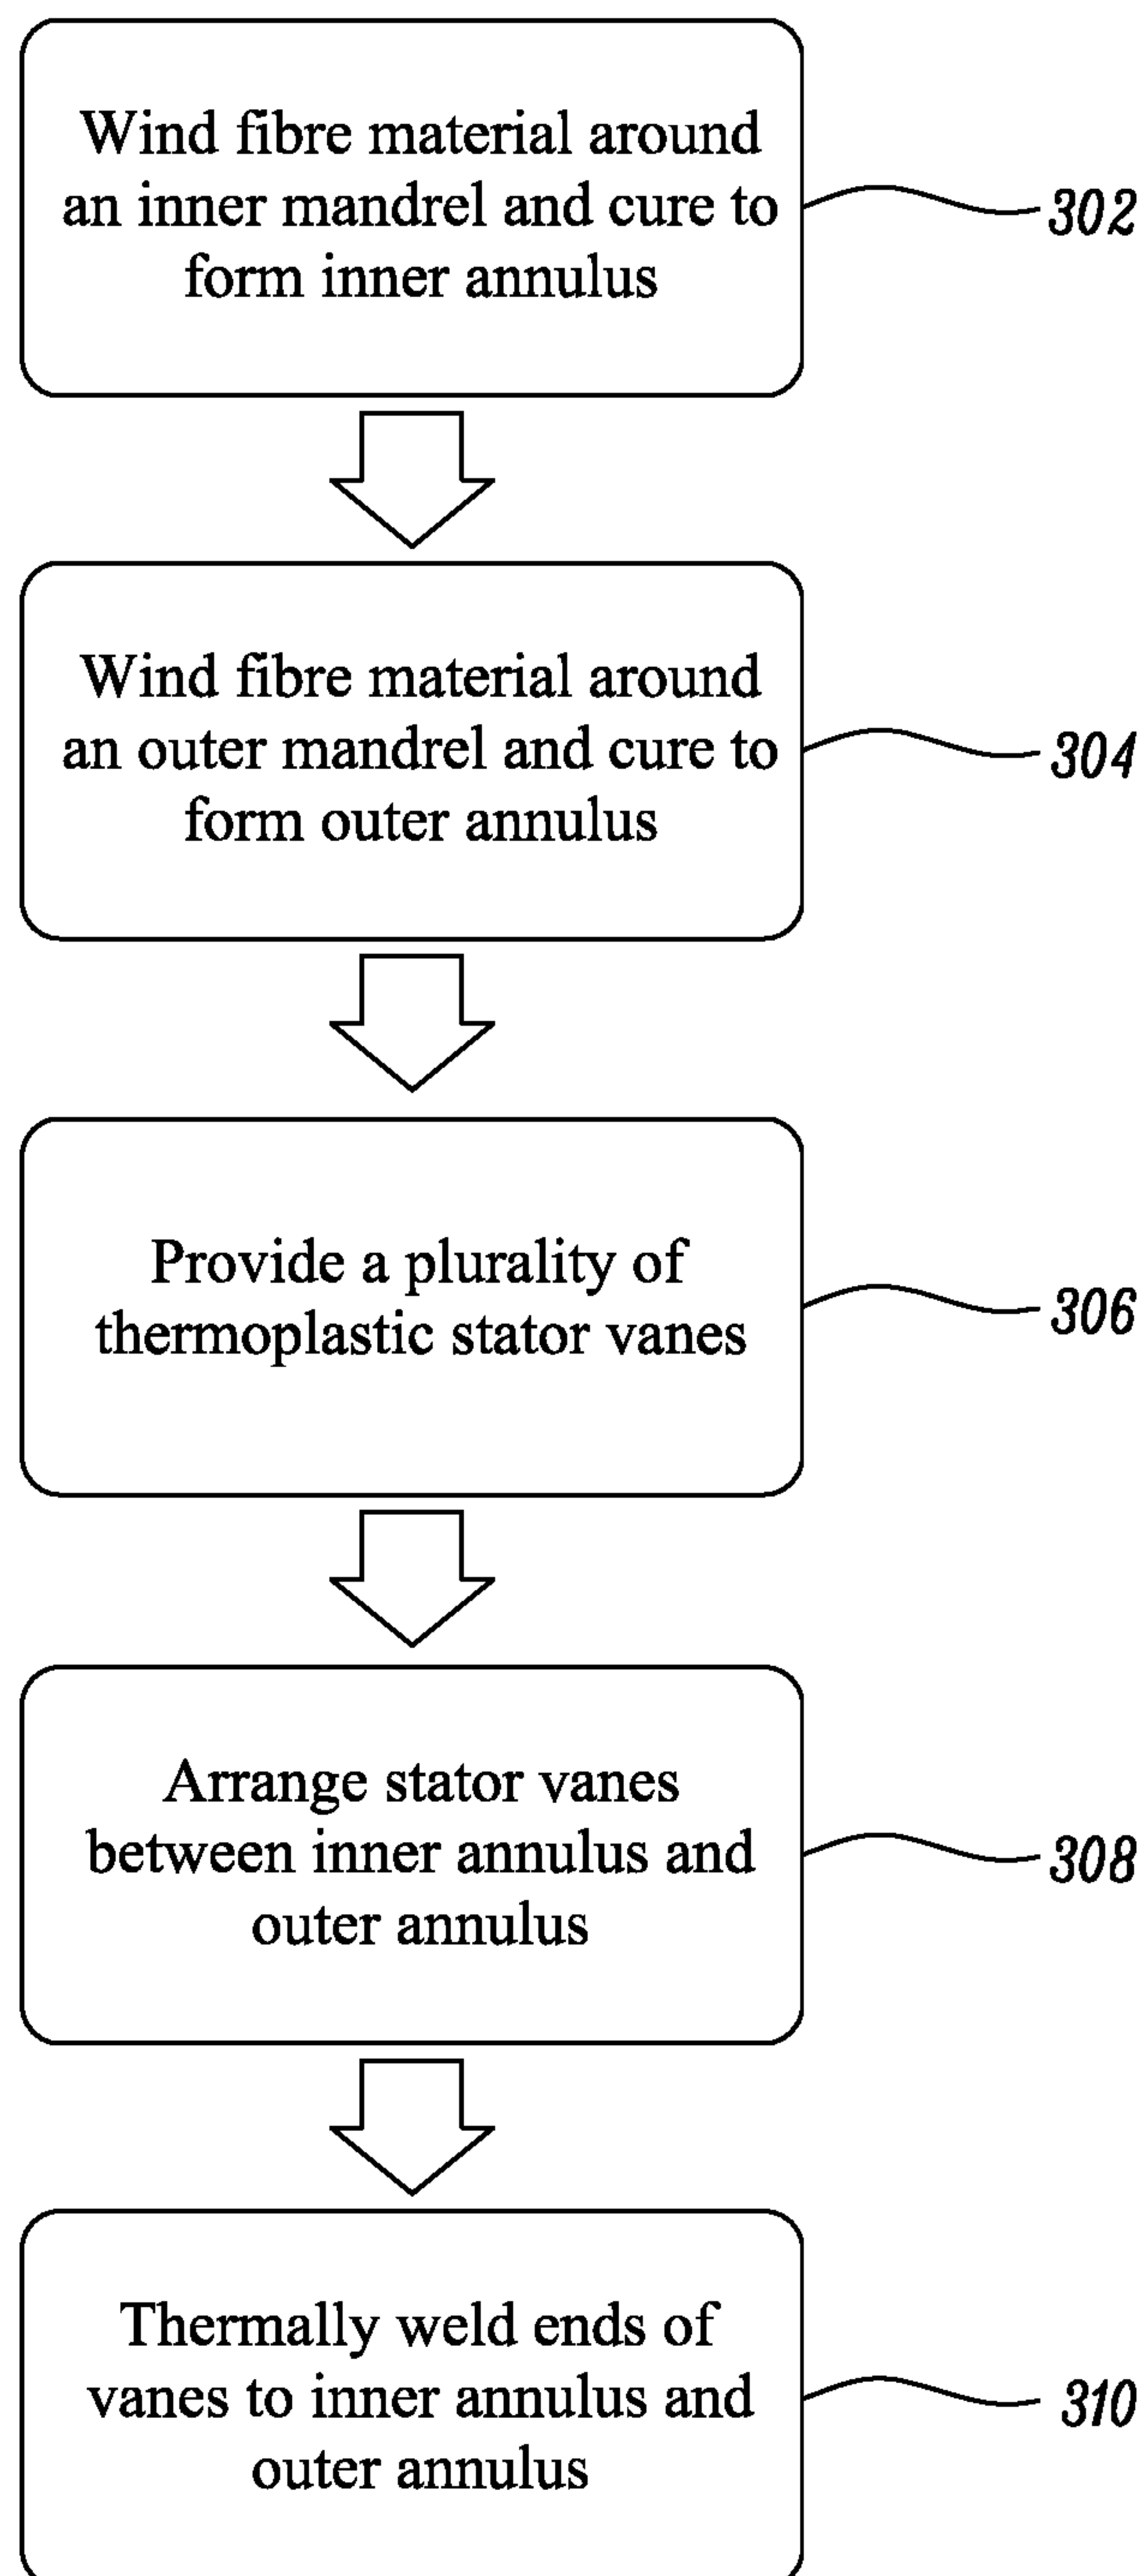 Wind fibre material around
an inner mandrel and cure to
form inner annulus
302
Wind fibre material around
an outer mandrel and cure to
form outer annulus
304
Provide a plurality of
thermoplastic stator vanes
306
Arrange stator vanes
between inner annulus and
outer annulus
308
Thermally weld ends of
vanes to inner annulus and
outer annulus
310